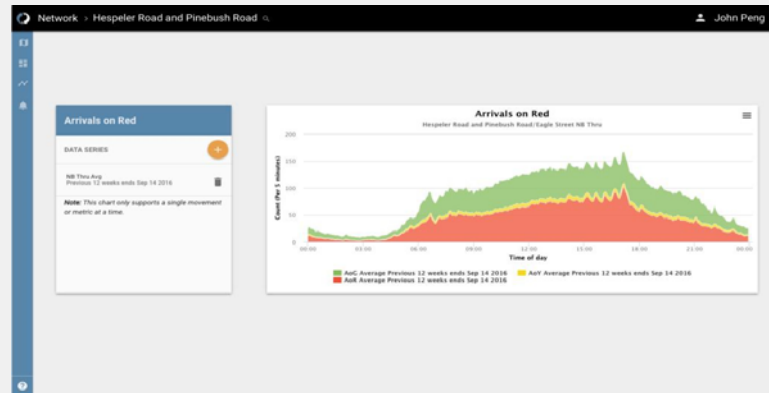 Network > Hespeler Road and Pinebush Road
John Peng
Arrivals on Red
DATA SERIES
+
NB Thru Avg
Previous 12 weeks ends Sep 14 2016
Note: This chart only supports a single movement
or metric at a time.
Arrivals on Red
Hespeler Road and Pinebush Road/Eagle Street NB Thru
Count (Per 5 minutes)
200
150
100
50
0
00:00 03:00 06:00 09:00 12:00 15:00 18:00 21:00 00:00
Time of day
AoG Average Previous 12 weeks ends Sep 14 2016 AoY Average Previous 12 weeks ends Sep 14 2016
AoR Average Previous 12 weeks ends Sep 14 2016
?